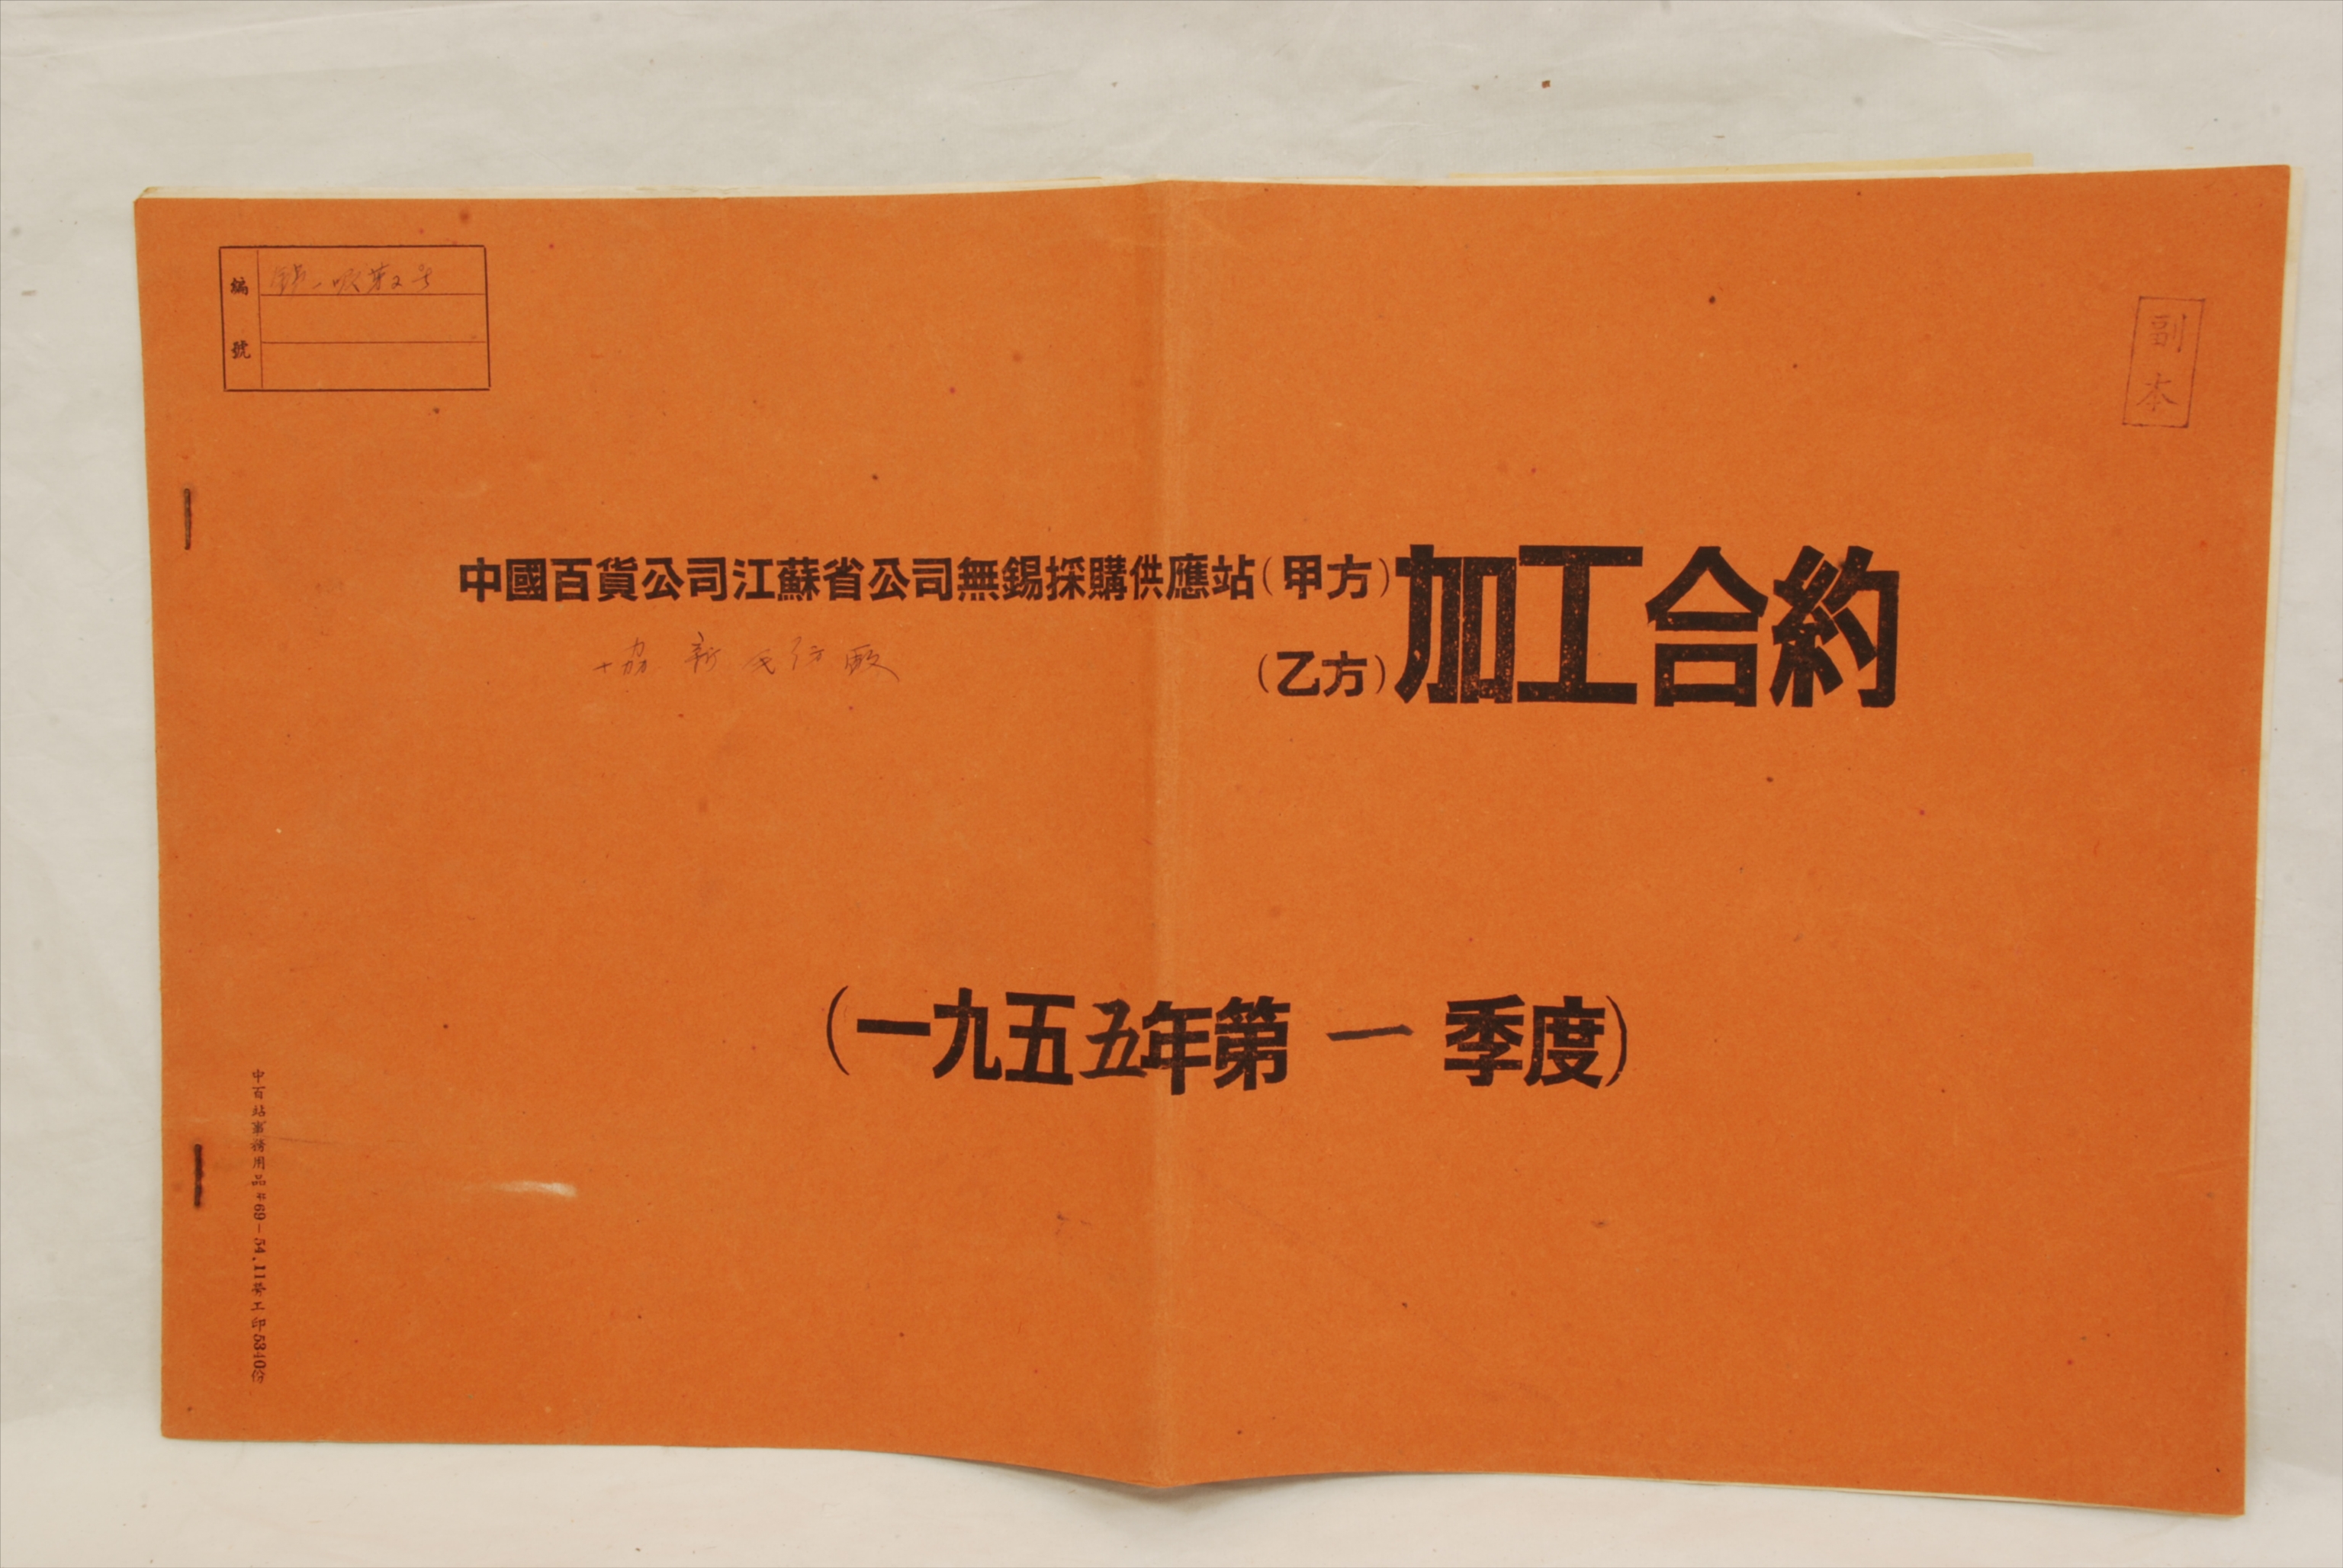 編號
副本
中國百貨公司江蘇省公司無錫採購供應站(甲方)
加工合約
協新毛紡廠
(乙方)
(一九五五年第一季度)
中百站事務用品#69-54.11勞工印5340份